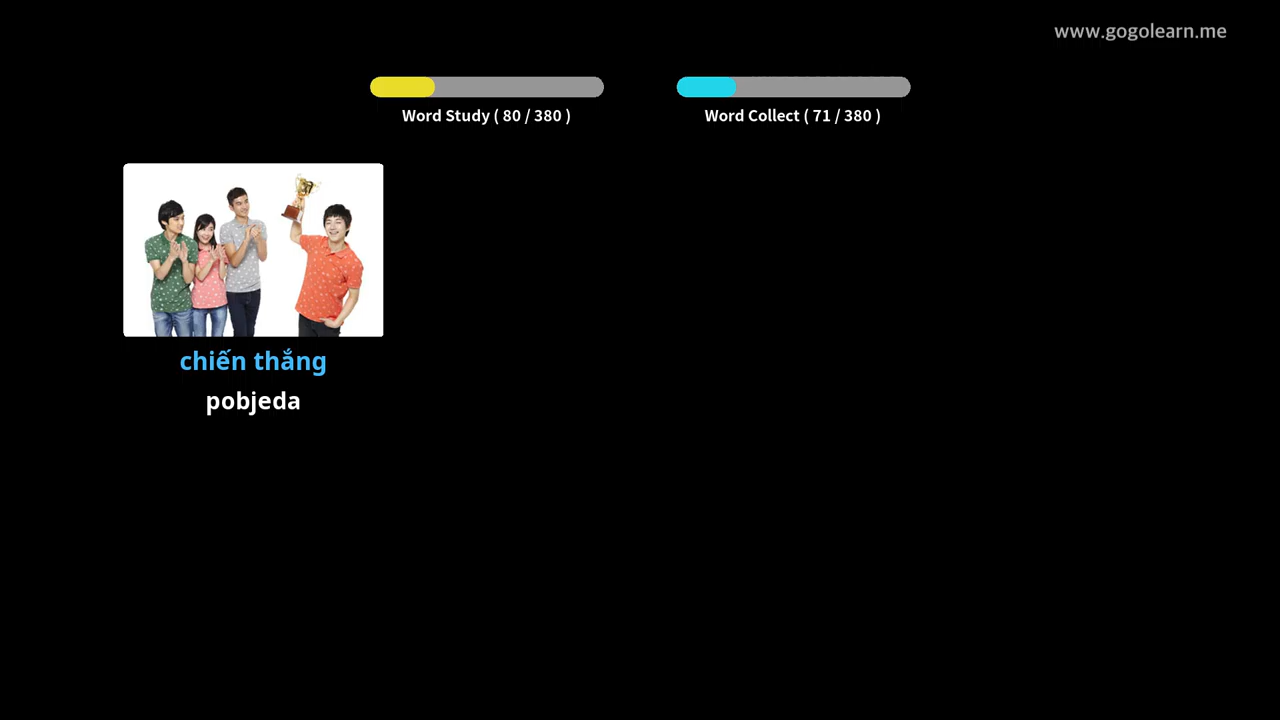 www.gogolearn.me
Word Study ( 80 / 380 )
Word Collect ( 71 / 380 )
chiến thắng
pobjeda